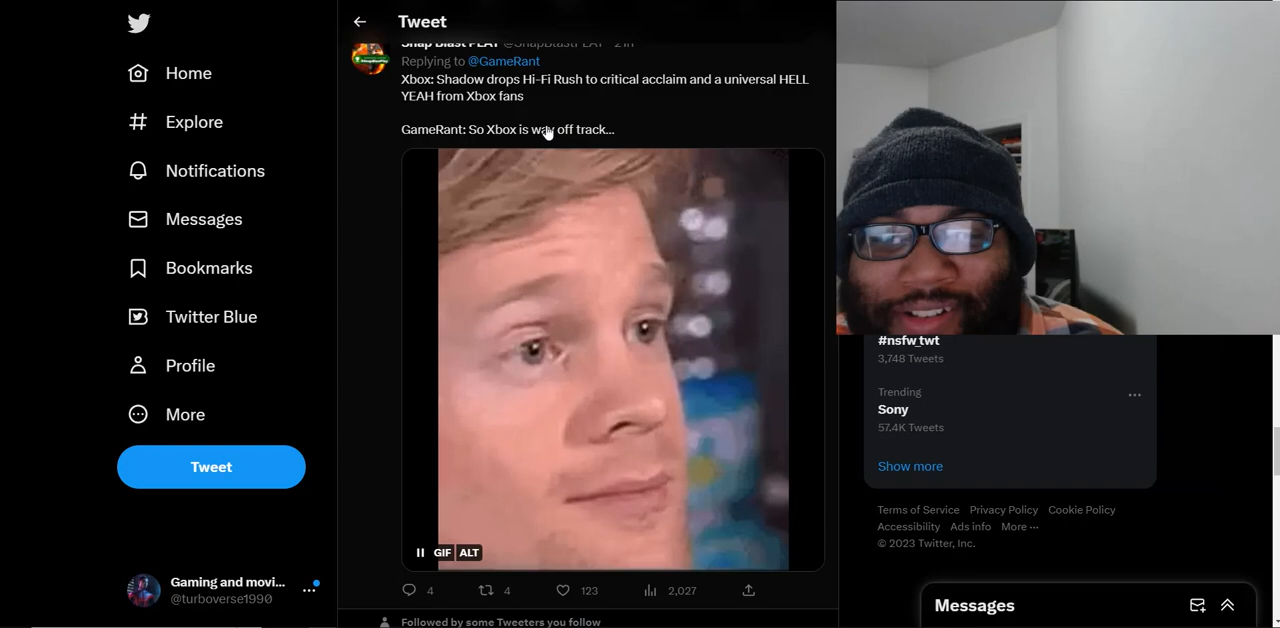 Tweet
Snap Blast PLAY @SnapBlastPLAY · 21h
Replying to @GameRant
Xbox: Shadow drops Hi-Fi Rush to critical acclaim and a universal HELL
YEAH from Xbox fans
GameRant: So Xbox is way off track...
GIF ALT
4 4 123 2,027
Followed by some Tweeters you follow
Home
Explore
Notifications
Messages
Bookmarks
Twitter Blue
Profile
More
Tweet
Gaming and movi...
@turboverse1990
#nsfw_twt
3,748 Tweets
Trending
Sony
57.4K Tweets
Show more
Terms of Service Privacy Policy Cookie Policy
Accessibility Ads info More
© 2023 Twitter, Inc.
Messages